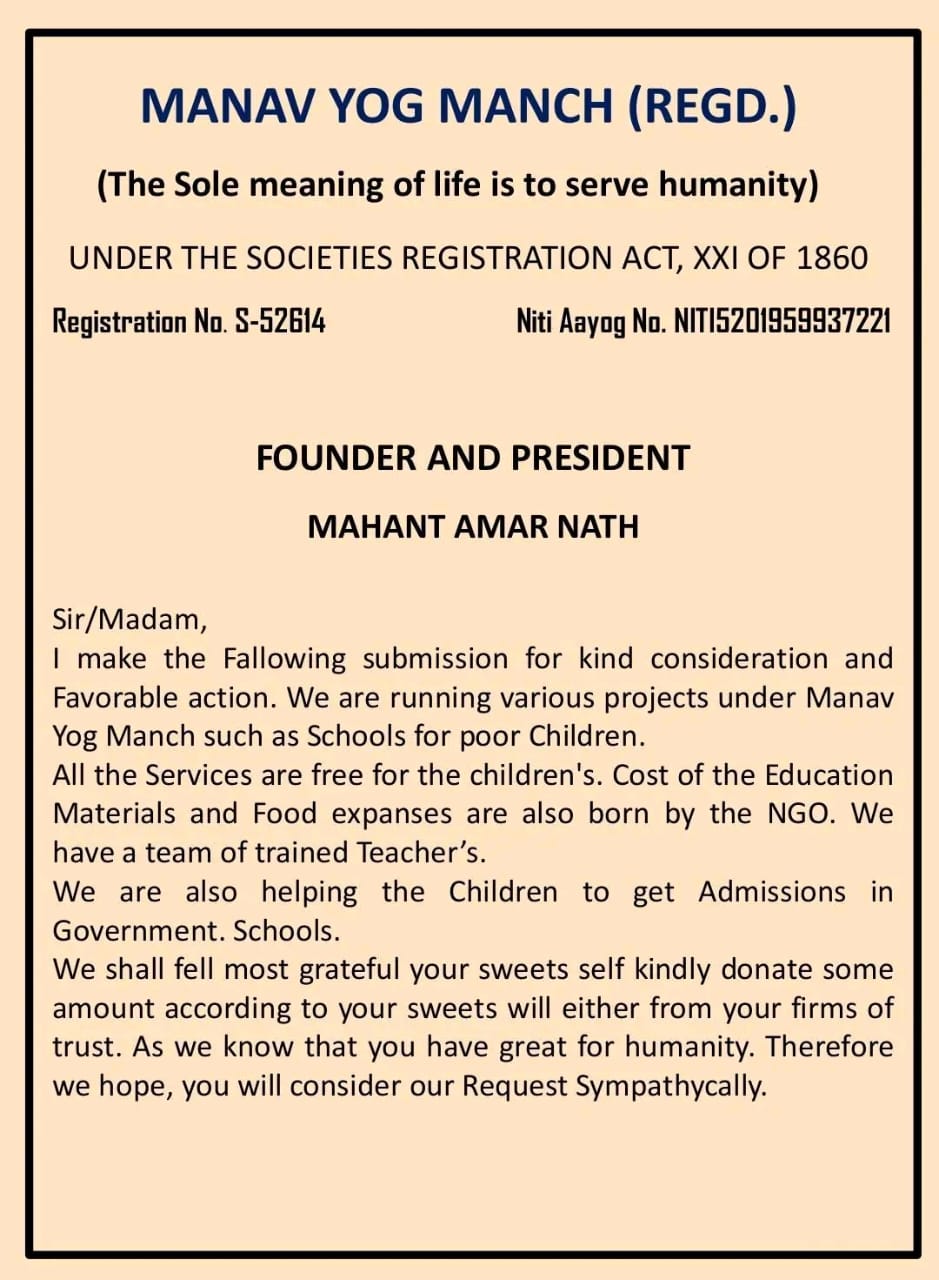 MANAV YOG MANCH (REGD.)
(The Sole meaning of life is to serve humanity)
UNDER THE SOCIETIES REGISTRATION ACT, XXI OF 1860
Registration No. S-52614 Niti Aayog No. NITI5201959937221
FOUNDER AND PRESIDENT
MAHANT AMAR NATH
Sir/Madam,
I make the Fallowing submission for kind consideration and
Favorable action. We are running various projects under Manav
Yog Manch such as Schools for poor Children.
All the Services are free for the children's. Cost of the Education
Materials and Food expanses are also born by the NGO. We
have a team of trained Teacher’s.
We are also helping the Children to get Admissions in
Government. Schools.
We shall fell most grateful your sweets self kindly donate some
amount according to your sweets will either from your firms of
trust. As we know that you have great for humanity. Therefore
we hope, you will consider our Request Sympathycally.